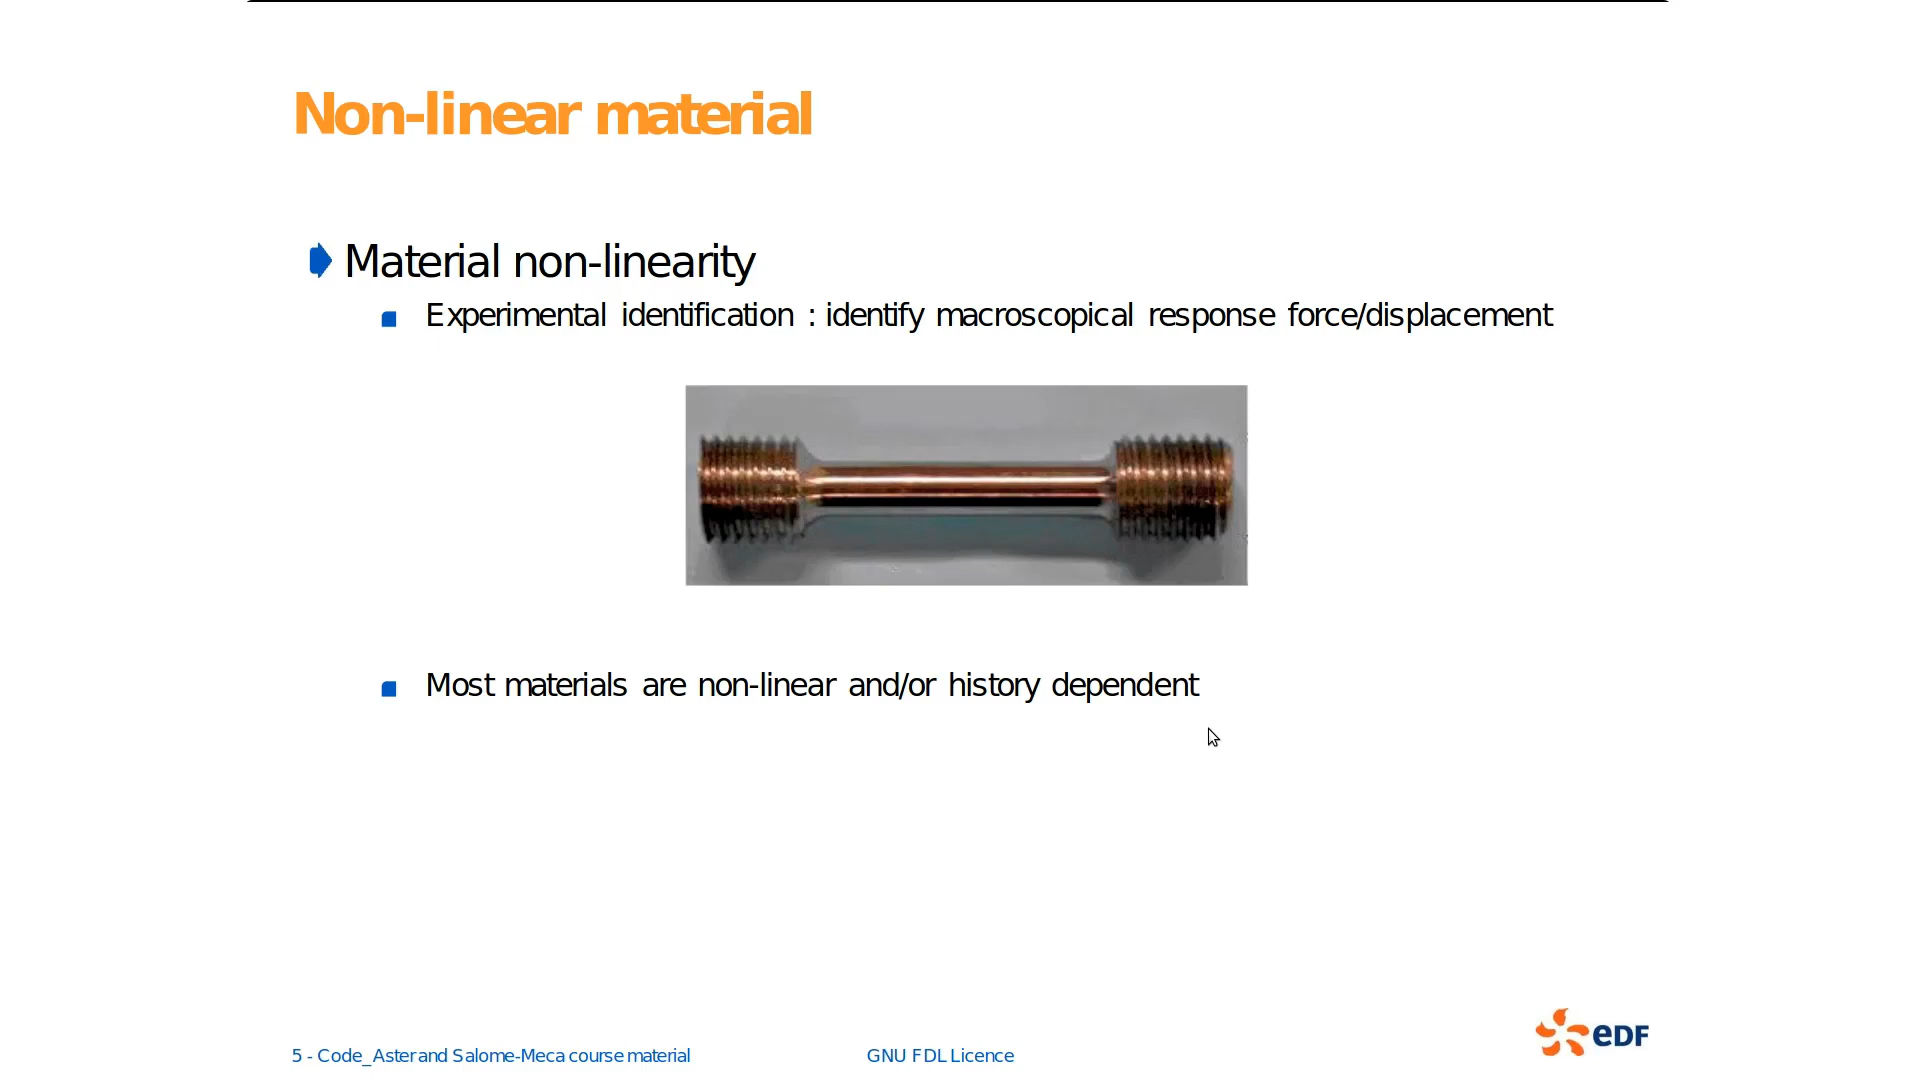 Non-linear material
Material non-linearity
Experimental identification : identify macroscopical response force/displacement
Most materials are non-linear and/or history dependent
5 - Code_Aster and Salome-Meca course material
GNU FDL Licence
eDF